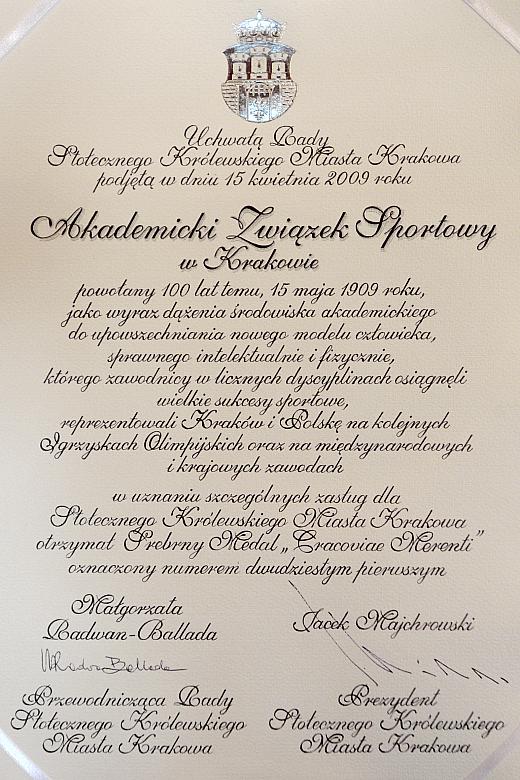 Uchwałą Rady
Stołecznego Królewskiego Miasta Krakowa
podjętą w dniu 15 kwietnia 2009 roku
Akademicki Związek Sportowy
w Krakowie
powołany 100 lat temu, 15 maja 1909 roku,
jako wyraz dążenia środowiska akademickiego
do upowszechniania nowego modelu człowieka,
sprawnego intelektualnie i fizycznie,
którego zawodnicy w licznych dyscyplinach osiągnęli
wielkie sukcesy sportowe,
reprezentowali Kraków i Polskę na kolejnych
Igrzyskach Olimpijskich oraz na międzynarodowych
i krajowych zawodach
w uznaniu szczególnych zasług dla
Stołecznego Królewskiego Miasta Krakowa
otrzymał Srebrny Medal „Cracoviae Merenti”
oznaczony numerem dwudziestym pierwszym
Małgorzata
Radwan-Ballada
Jacek Majchrowski
MRadwanBallada
Przewodnicząca Rady
Stołecznego Królewskiego
Miasta Krakowa
Prezydent
Stołecznego Królewskiego
Miasta Krakowa